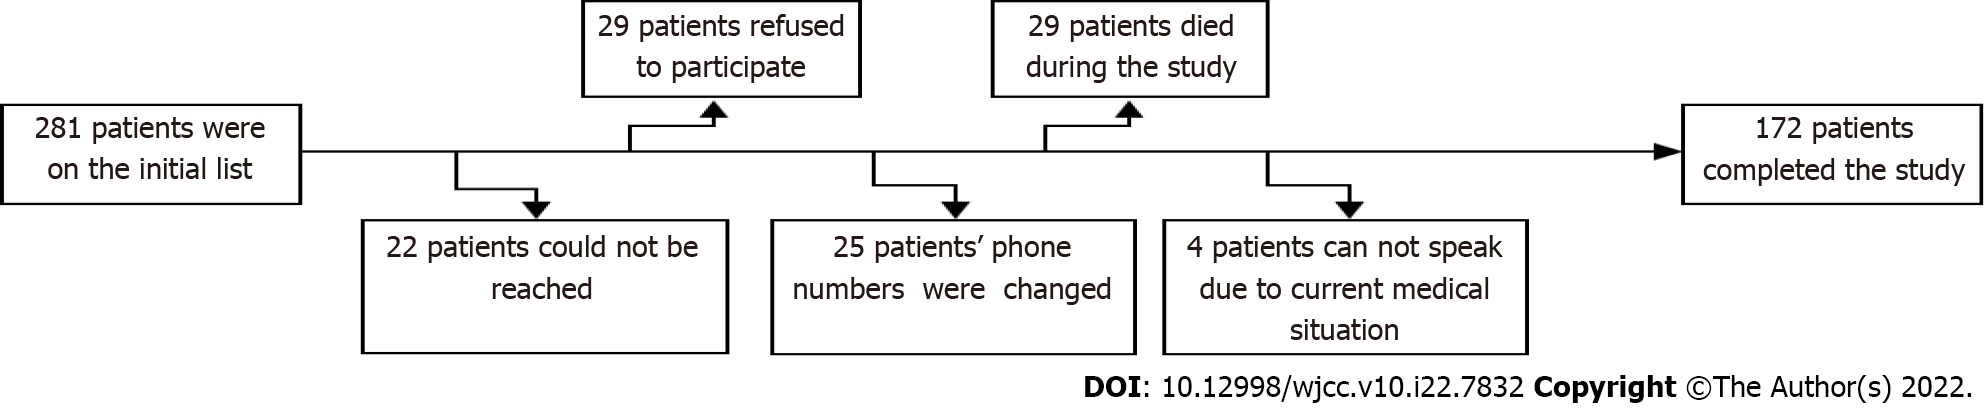 281 patients were
on the initial list
22 patients could not be
reached
29 patients refused
to participate
25 patients’ phone
numbers were changed
29 patients died
during the study
4 patients can not speak
due to current medical
situation
172 patients
completed the study
DOI: 10.12998/wjcc.v10.i22.7832 Copyright ©The Author(s) 2022.